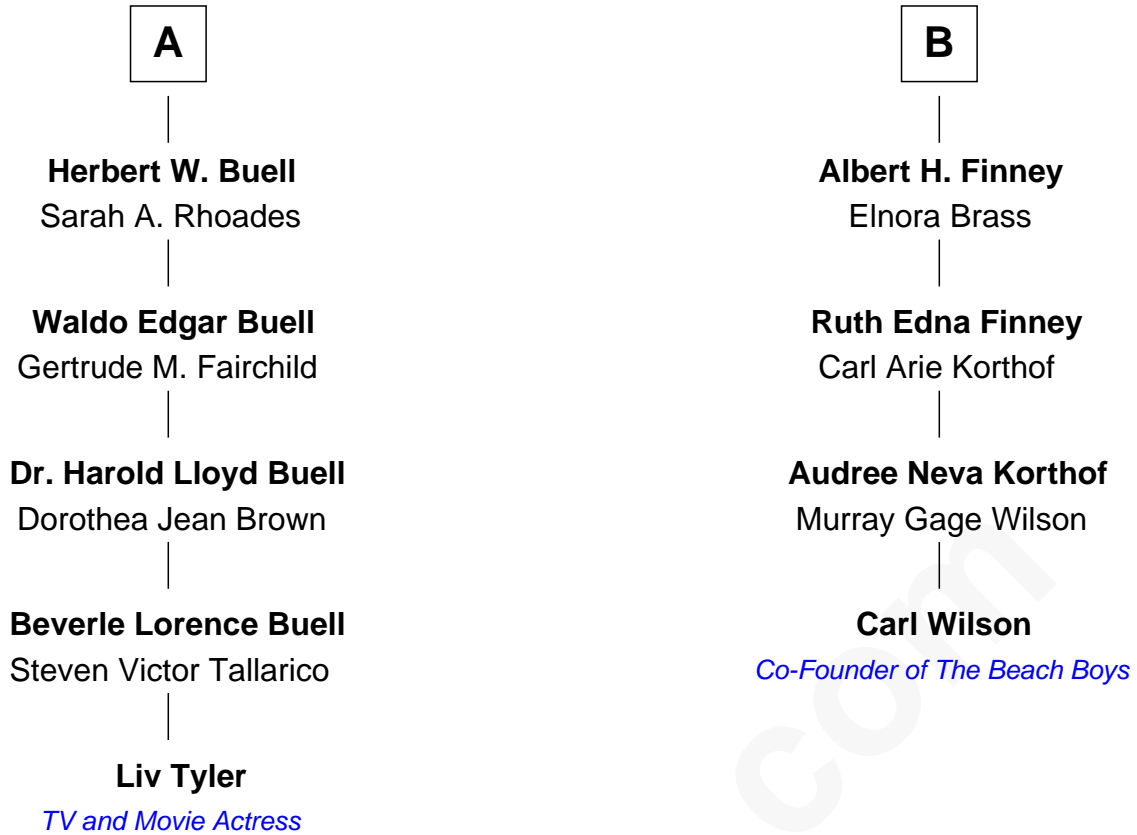 A
Herbert W. Buell
Sarah A. Rhoades
Waldo Edgar Buell
Gertrude M. Fairchild
Dr. Harold Lloyd Buell
Dorothea Jean Brown
Beverle Lorence Buell
Steven Victor Tallarico
Liv Tyler
TV and Movie Actress
B
Albert H. Finney
Elnora Brass
Ruth Edna Finney
Carl Arie Korthof
Audree Neva Korthof
Murray Gage Wilson
Carl Wilson
Co-Founder of The Beach Boys
com